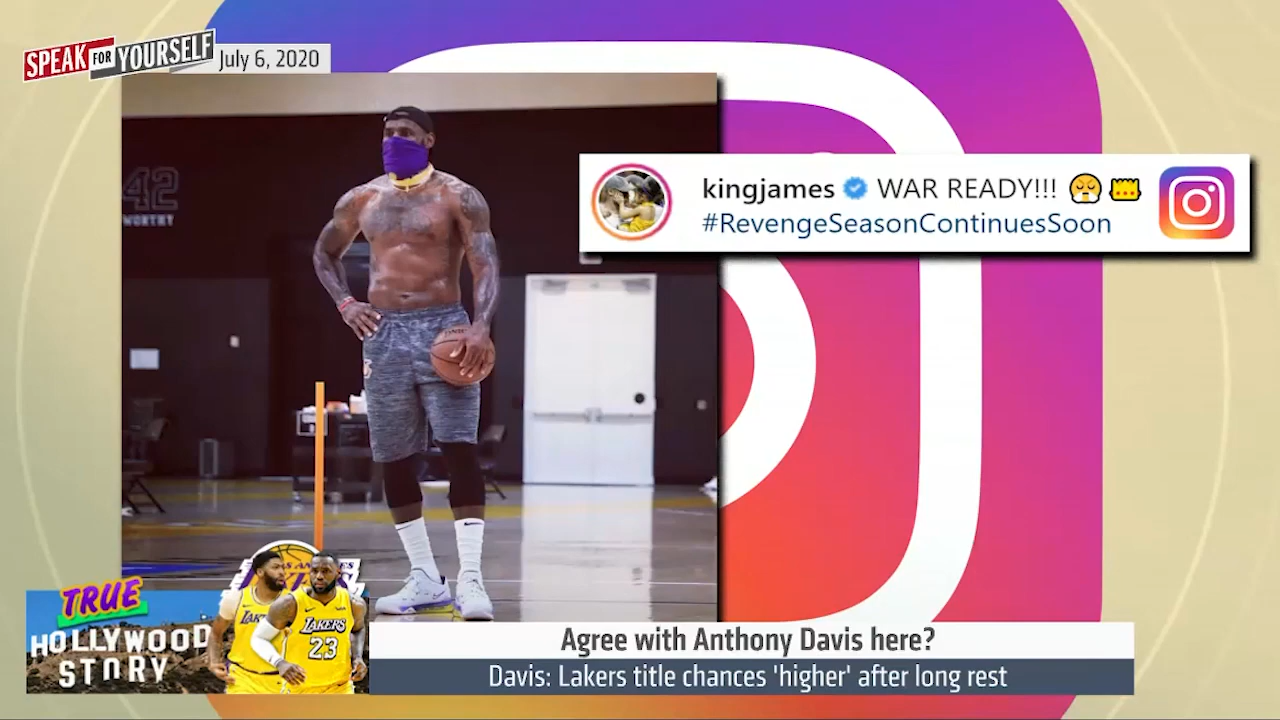 SPEAK FOR YOURSELF
July 6, 2020
42
WORTHY
kingjames WAR READY!!!
#RevengeSeasonContinuesSoon
TRUE
HOLLYWOOD
STORY
LAKERS
23
Agree with Anthony Davis here?
Davis: Lakers title chances 'higher' after long rest